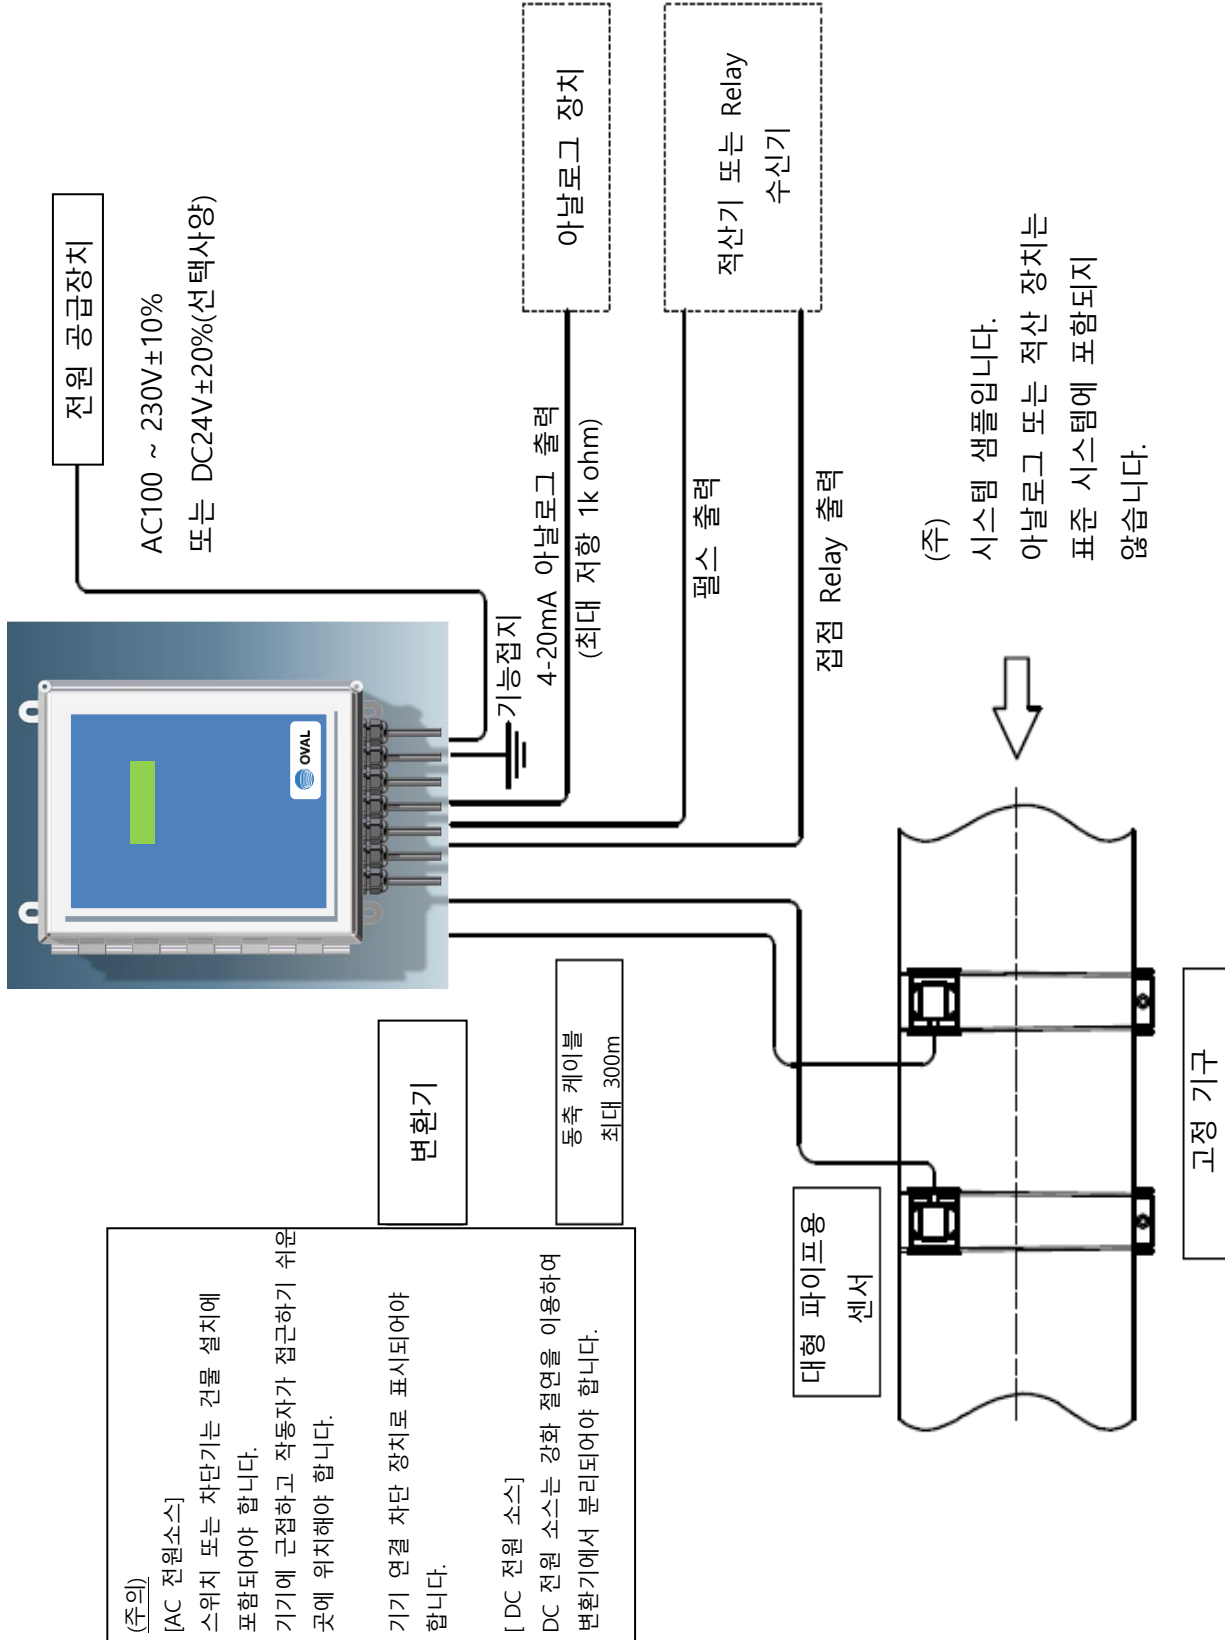 (주의)
[AC 전원소스]
스위치 또는 차단기는 건물 설치에
포함되어야 합니다.
기기에 근접하고 작동자가 접근하기 쉬운
곳에 위치해야 합니다.
기기 연결 차단 장치로 표시되어야
합니다.
[ DC 전원 소스]
DC 전원 소스는 강화 절연을 이용하여
변환기에서 분리되어야 합니다.
변환기
동축 케이블
최대 300m
OVAL
전원 공급장치
AC100 ~ 230V±10%
또는 DC24V±20%(선택사양)
기능접지
4-20mA 아날로그 출력
(최대 저항 1k ohm)
아날로그 장치
펄스 출력
접점 Relay 출력
적산기 또는 Relay
수신기
대형 파이프용
센서
고정 기구
(주)
시스템 샘플입니다.
아날로그 또는 적산 장치는
표준 시스템에 포함되지
않습니다.